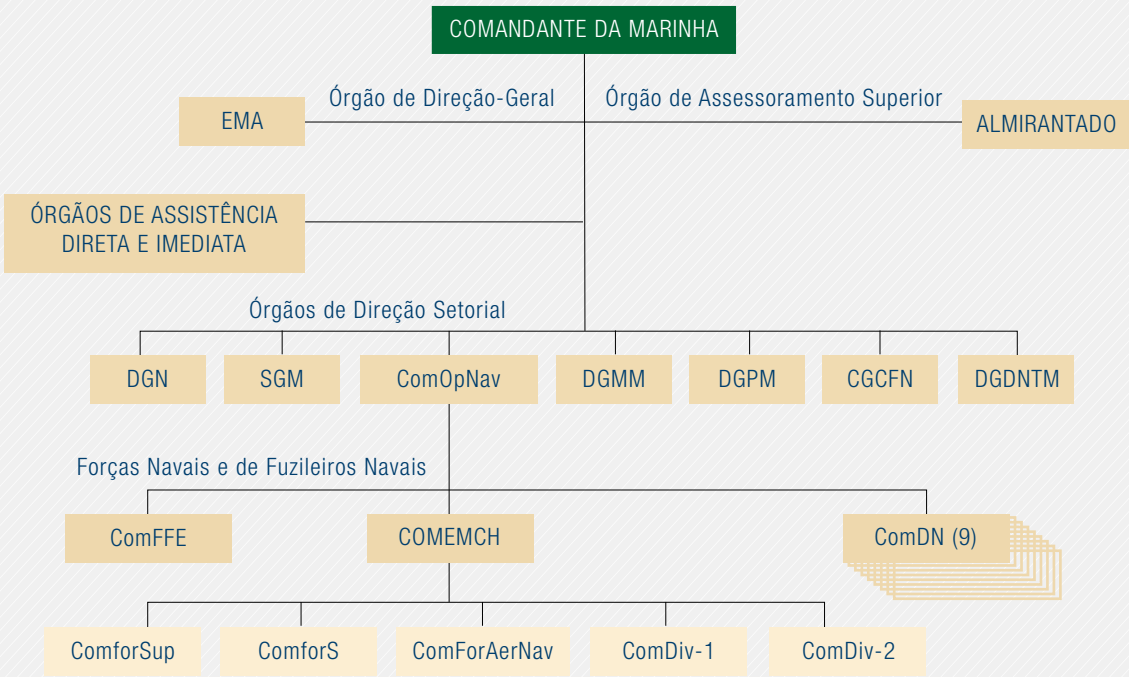 COMANDANTE DA MARINHA
Órgão de Direção-Geral
Órgão de Assessoramento Superior
EMA
ALMIRANTADO
ÓRGÃOS DE ASSISTÊNCIA
DIRETA E IMEDIATA
Órgãos de Direção Setorial
DGN
SGM
ComOpNav
DGMM
DGPM
CGCFN
DGDNTM
Forças Navais e de Fuzileiros Navais
ComFFE
COMEMCH
ComDN (9)
ComforSup
ComforS
ComForAerNav
ComDiv-1
ComDiv-2